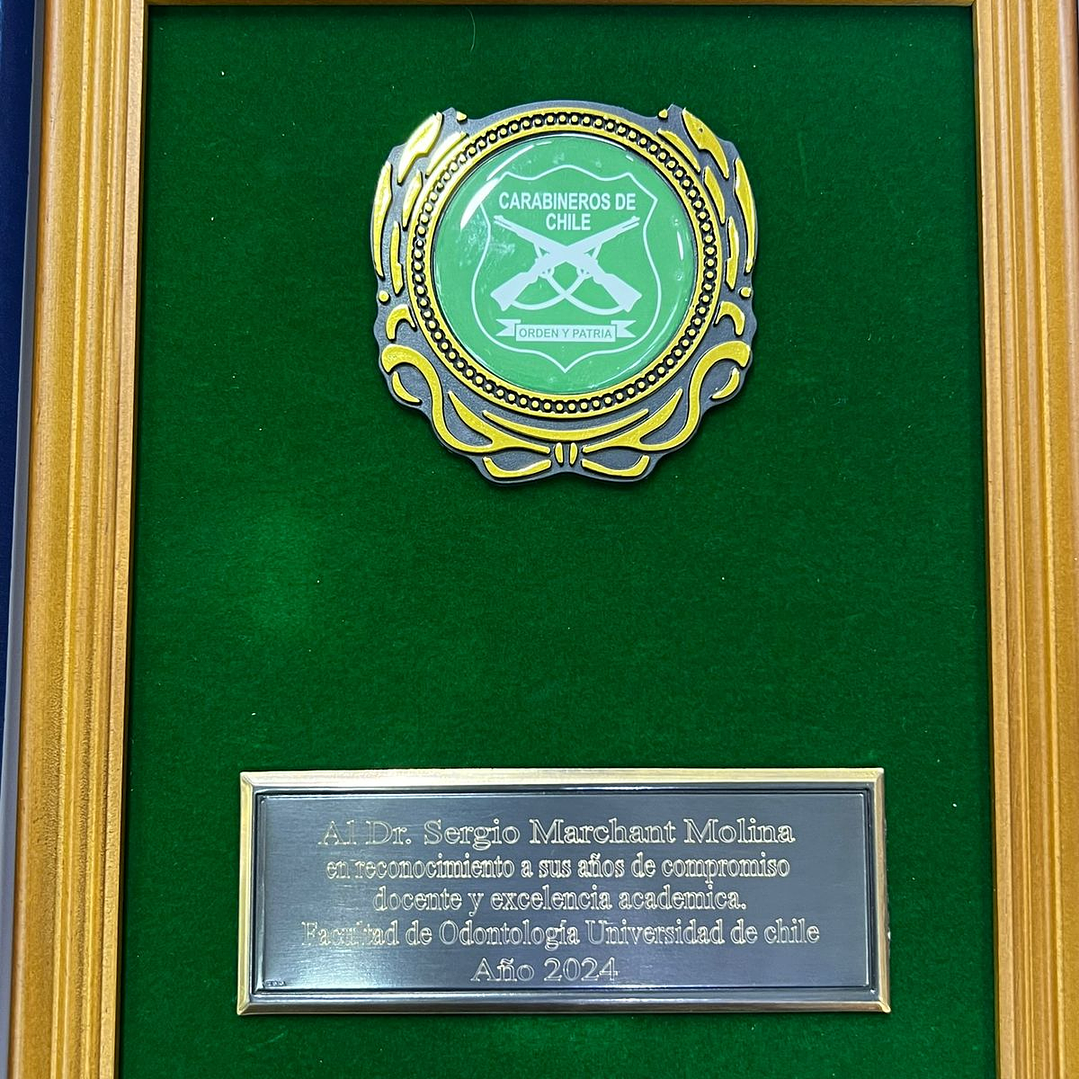 CARABINEROS DE
CHILE
ORDEN Y PATRIA
Al Dr. Sergio Marchant Molina
en reconocimiento a sus años de compromiso
docente y excelencia academica.
Facultad de Odontología Universidad de chile
Año 2024